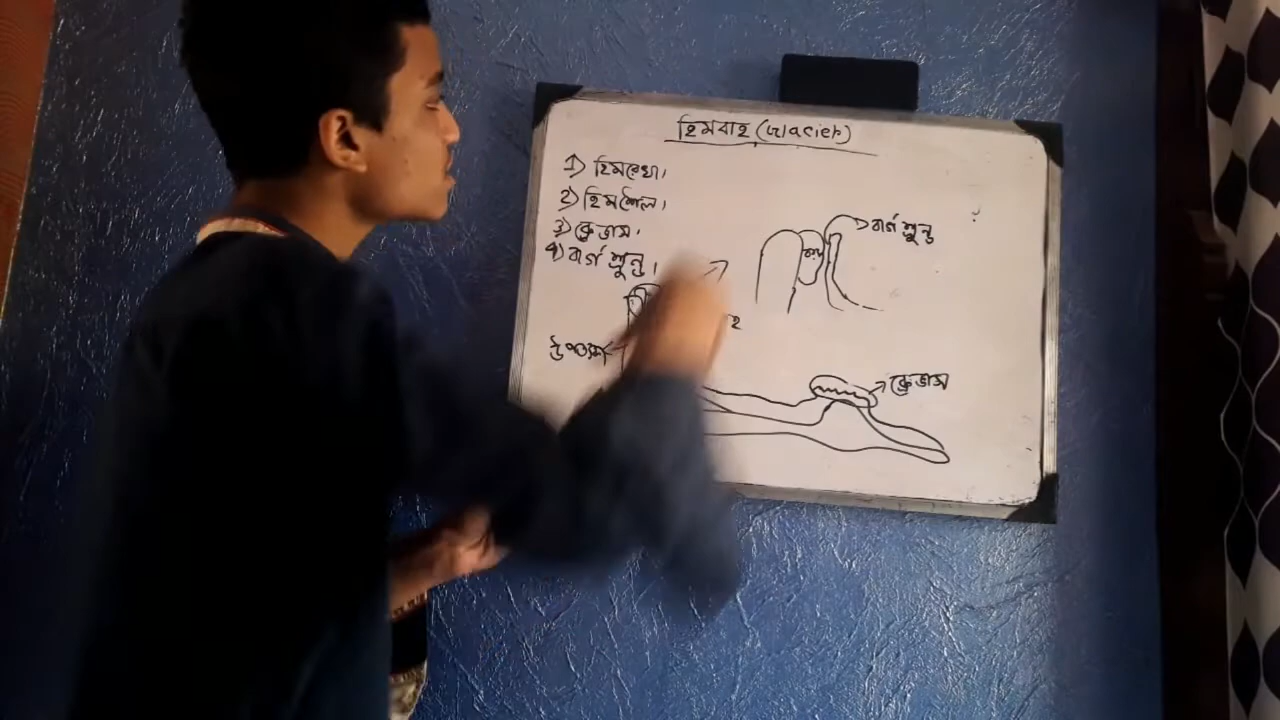 হিমবাহ (Glacier)
1) হিমরেখা।
2) হিমশৈল।
3) ক্রেভাস।
4) বার্গ শ্রুন্ড।
বার্গ শ্রুন্ড
ক্রেভাস